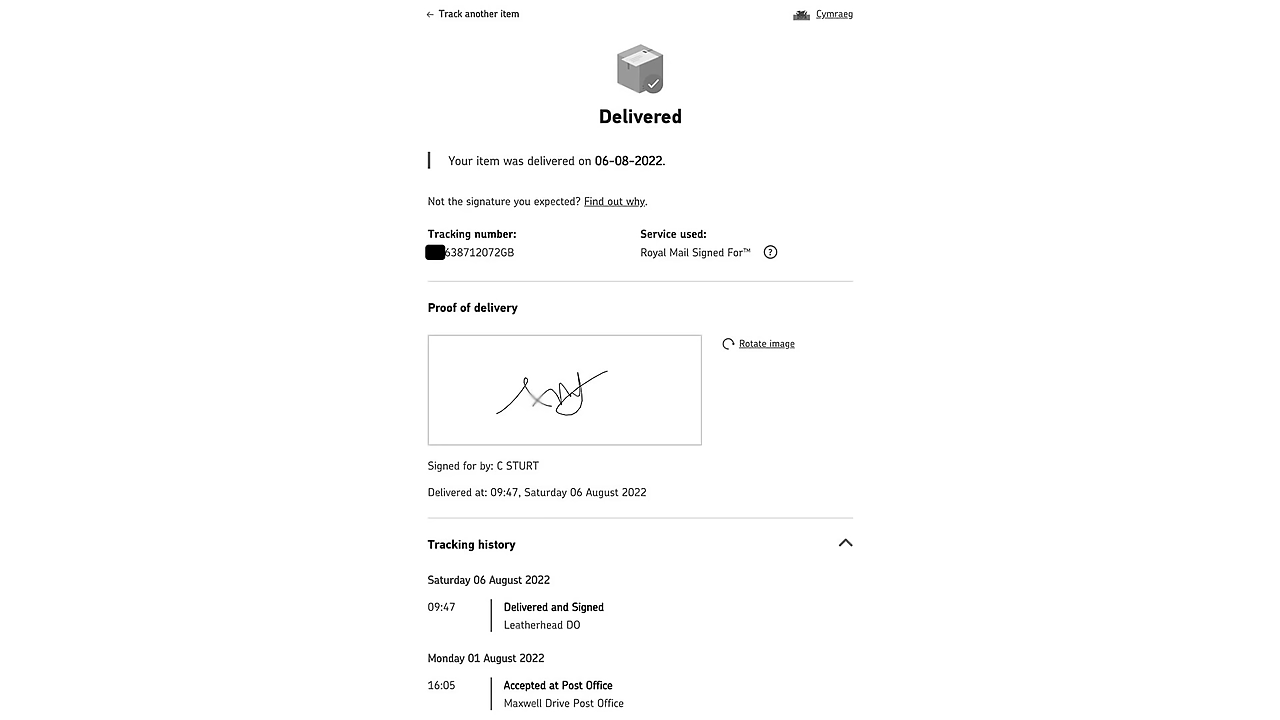 ← Track another item
Cymraeg
Delivered
Your item was delivered on 06-08-2022.
Not the signature you expected? Find out why.
Tracking number:
638712072GB
Service used:
Royal Mail Signed For™ ?
Proof of delivery
Rotate image
Signed for by: C STURT
Delivered at: 09:47, Saturday 06 August 2022
Tracking history
Saturday 06 August 2022
09:47
Delivered and Signed
Leatherhead DO
Monday 01 August 2022
16:05
Accepted at Post Office
Maxwell Drive Post Office